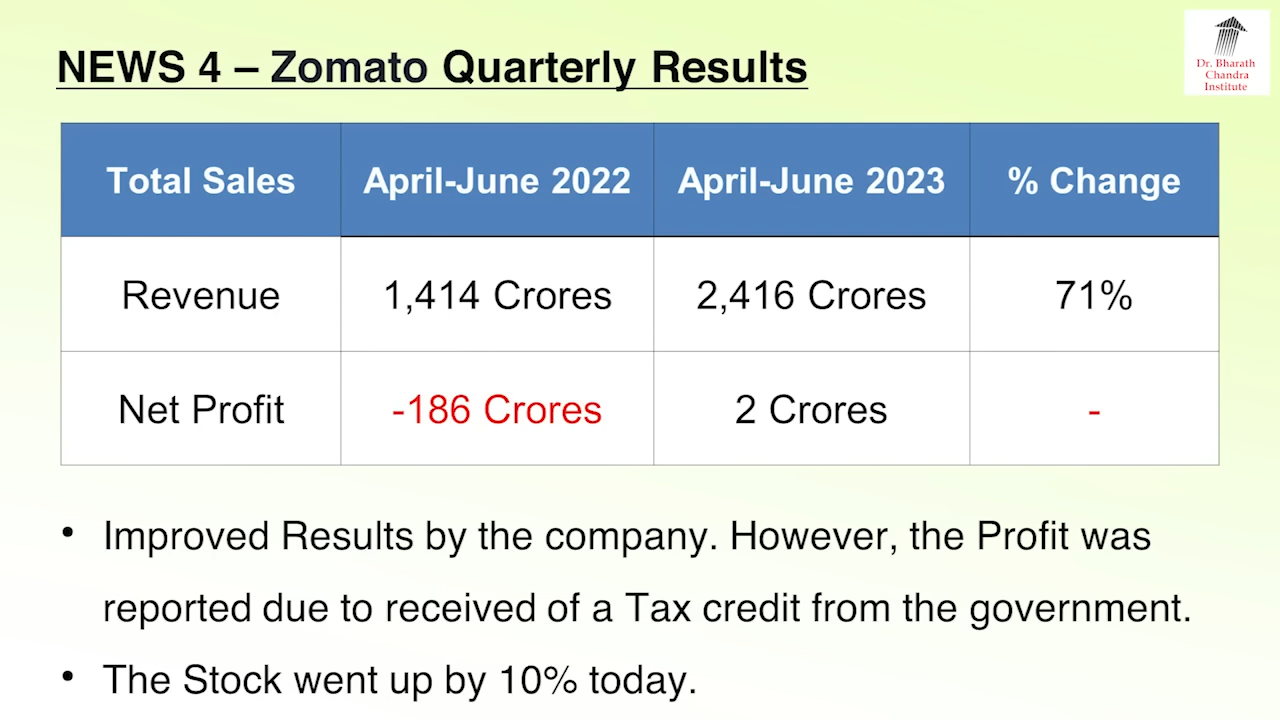 NEWS 4 – Zomato Quarterly Results
Dr. Bharath
Chandra
Institute
Total Sales April-June 2022 April-June 2023 % Change
Revenue 1,414 Crores 2,416 Crores 71%
Net Profit -186 Crores 2 Crores -
• Improved Results by the company. However, the Profit was
reported due to received of a Tax credit from the government.
• The Stock went up by 10% today.